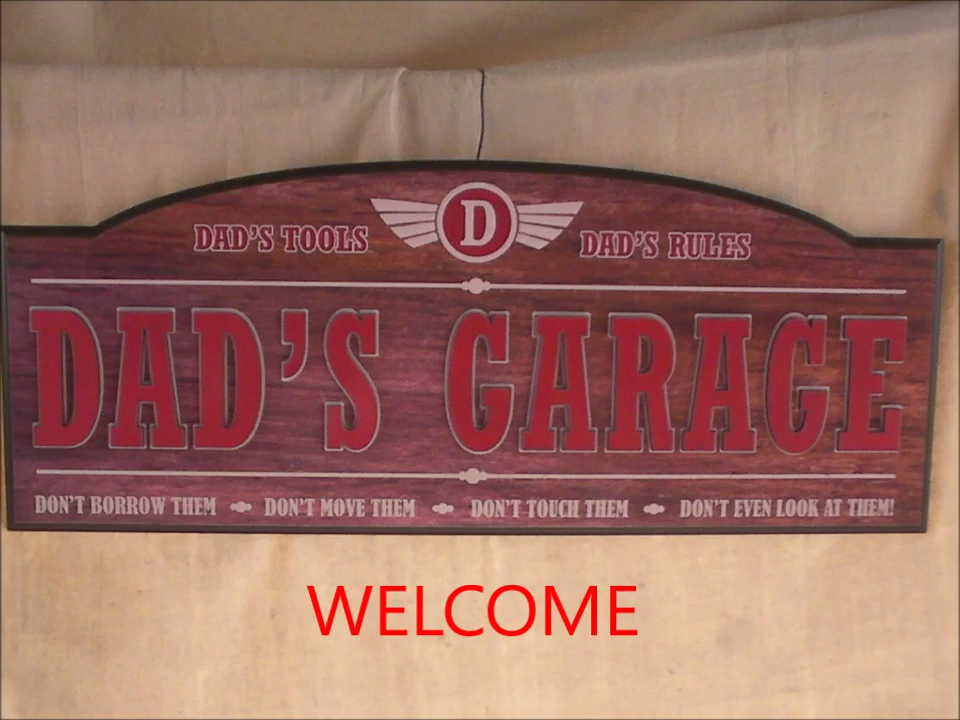 D
DAD'S TOOLS DAD'S RULES
DAD'S GARAGE
DON'T BORROW THEM DON'T MOVE THEM DON'T TOUCH THEM DON'T EVEN LOOK AT THEM!
WELCOME